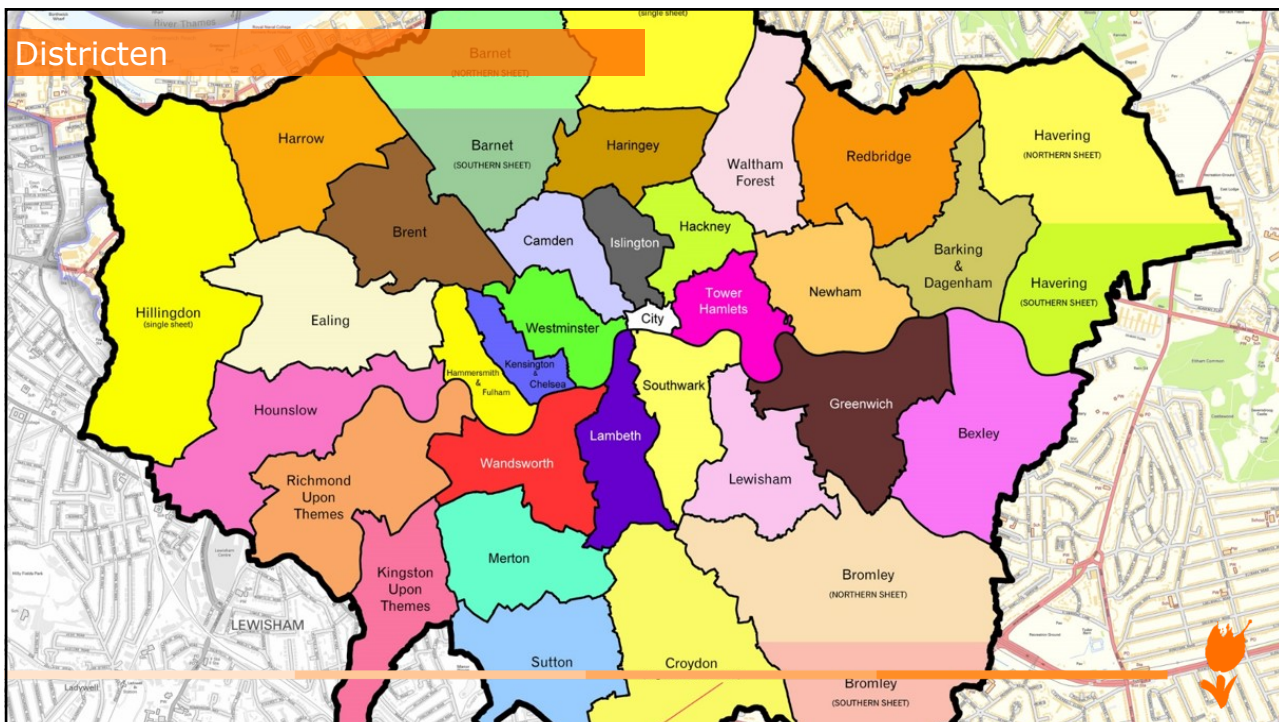 River Thames
(single sheet)
Districten
Barnet
(NORTHERN SHEET)
Harrow
Barnet
(SOUTHERN SHEET)
Haringey
Waltham
Forest
Redbridge
Havering
(NORTHERN SHEET)
Brent
Camden
Islington
Hackney
Barking
&
Dagenham
Hillingdon
(single sheet)
Ealing
Westminster
City
Tower
Hamlets
Newham
Havering
(SOUTHERN SHEET)
Hammersmith
&
Fulham
Kensington
&
Chelsea
Southwark
Hounslow
Greenwich
Lambeth
Bexley
Wandsworth
Richmond
Upon
Themes
Lewisham
Merton
Kingston
Upon
Themes
Bromley
(NORTHERN SHEET)
LEWISHAM
Sutton
Croydon
Ladywell
Bromley
(SOUTHERN SHEET)